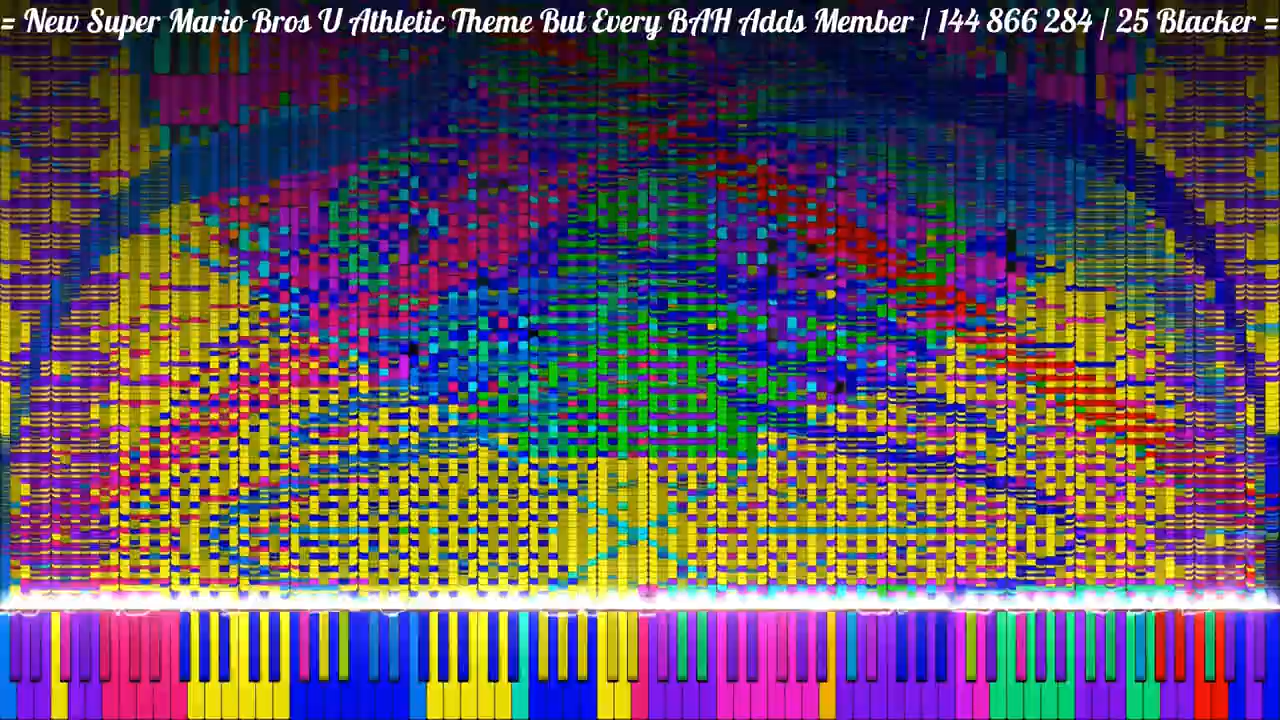 = New Super Mario Bros U Athletic Theme But Every BAH Adds Member / 144 866 284 / 25 Blacker =